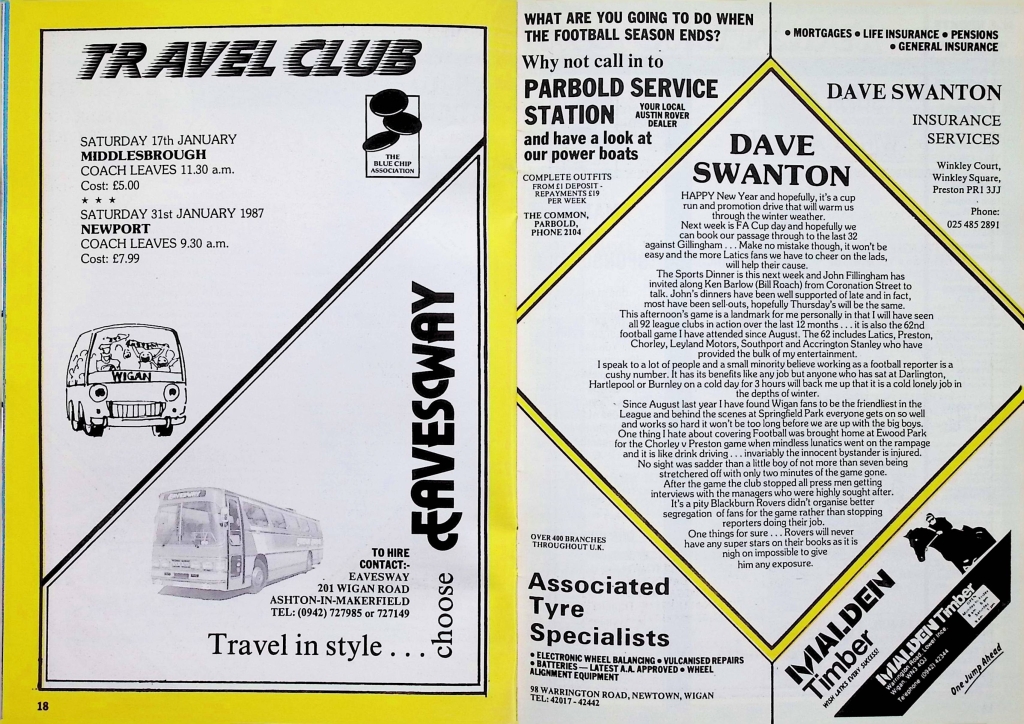 TRAVEL CLUB
THE
BLUE CHIP
ASSOCIATION
SATURDAY 17th JANUARY
MIDDLESBROUGH
COACH LEAVES 11.30 a.m.
Cost: £5.00
★ ★ ★
SATURDAY 31st JANUARY 1987
NEWPORT
COACH LEAVES 9.30 a.m.
Cost: £7.99
WIGAN
EAVESWAY
TO HIRE
CONTACT:-
EAVESWAY
201 WIGAN ROAD
ASHTON-IN-MAKERFIELD
TEL: (0942) 727985 or 727149
choose
Travel in style . . .
18
WHAT ARE YOU GOING TO DO WHEN
THE FOOTBALL SEASON ENDS?
Why not call in to
PARBOLD SERVICE
STATION
YOUR LOCAL
AUSTIN ROVER
DEALER
and have a look at
our power boats
COMPLETE OUTFITS
FROM £1 DEPOSIT -
REPAYMENTS £19
PER WEEK
THE COMMON,
PARBOLD,
PHONE 2104
• MORTGAGES • LIFE INSURANCE • PENSIONS
• GENERAL INSURANCE
DAVE SWANTON
INSURANCE
SERVICES
Winkley Court,
Winkley Square,
Preston PR1 3JJ
Phone:
025 485 2891
DAVE
SWANTON
HAPPY New Year and hopefully, it's a cup
run and promotion drive that will warm us
through the winter weather.
Next week is FA Cup day and hopefully we
can book our passage through to the last 32
against Gillingham . . . Make no mistake though, it won't be
easy and the more Latics fans we have to cheer on the lads,
will help their cause.
The Sports Dinner is this next week and John Fillingham has
invited along Ken Barlow (Bill Roach) from Coronation Street to
talk. John's dinners have been well supported of late and in fact,
most have been sell-outs, hopefully Thursday's will be the same.
This afternoon's game is a landmark for me personally in that I will have seen
all 92 league clubs in action over the last 12 months . . . it is also the 62nd
football game I have attended since August. The 62 includes Latics, Preston,
Chorley, Leyland Motors, Southport and Accrington Stanley who have
provided the bulk of my entertainment.
I speak to a lot of people and a small minority believe working as a football reporter is a
cushy number. It has its benefits like any job but anyone who has sat at Darlington,
Hartlepool or Burnley on a cold day for 3 hours will back me up that it is a cold lonely job in
the depths of winter.
Since August last year I have found Wigan fans to be the friendliest in the
League and behind the scenes at Springfield Park everyone gets on so well
and works so hard it won't be too long before we are up with the big boys.
One thing I hate about covering Football was brought home at Ewood Park
for the Chorley v Preston game when mindless lunatics went on the rampage
and it is like drink driving . . . invariably the innocent bystander is injured.
No sight was sadder than a little boy of not more than seven being
stretchered off with only two minutes of the game gone.
After the game the club stopped all press men getting
interviews with the managers who were highly sought after.
It's a pity Blackburn Rovers didn't organise better
segregation of fans for the game rather than stopping
reporters doing their job.
One things for sure . . . Rovers will never
have any super stars on their books as it is
nigh on impossible to give
him any exposure.
OVER 400 BRANCHES
THROUGHOUT U.K.
Associated
Tyre
Specialists
• ELECTRONIC WHEEL BALANCING • VULCANISED REPAIRS
• BATTERIES — LATEST A.A. APPROVED • WHEEL
ALIGNMENT EQUIPMENT
98 WARRINGTON ROAD, NEWTOWN, WIGAN
TEL: 42017 - 42442
MALDEN
Timber
WISH LATICS EVERY SUCCESS!
MALDEN Timber
Warrington Road, Lower Ince
Wigan. WN3 4QJ
Telephone (0942) 42344
One Jump Ahead